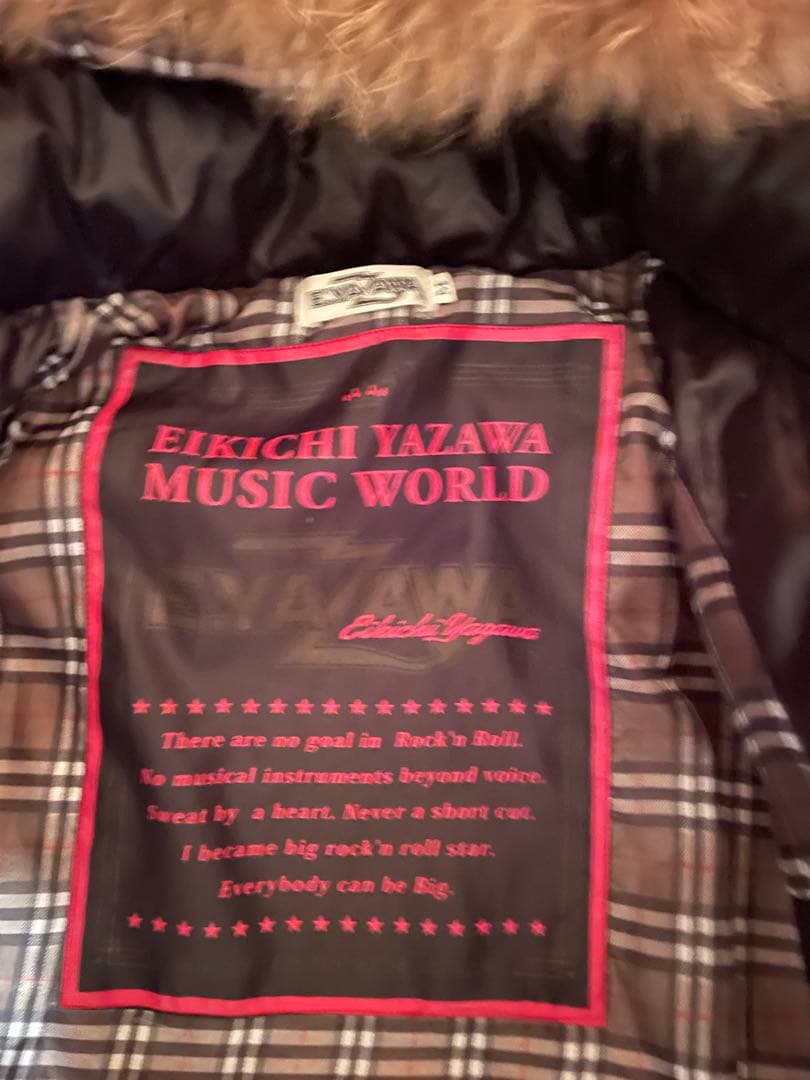 E.YAZAWA
EIKICHI YAZAWA
MUSIC WORLD
E.YAZAWA
Eikichi Yazawa
There are no goal in Rock'n Roll.
No musical instruments beyond voice.
Sweat by a heart. Never a short cut.
I became big rock'n roll star.
Everybody can be Big.